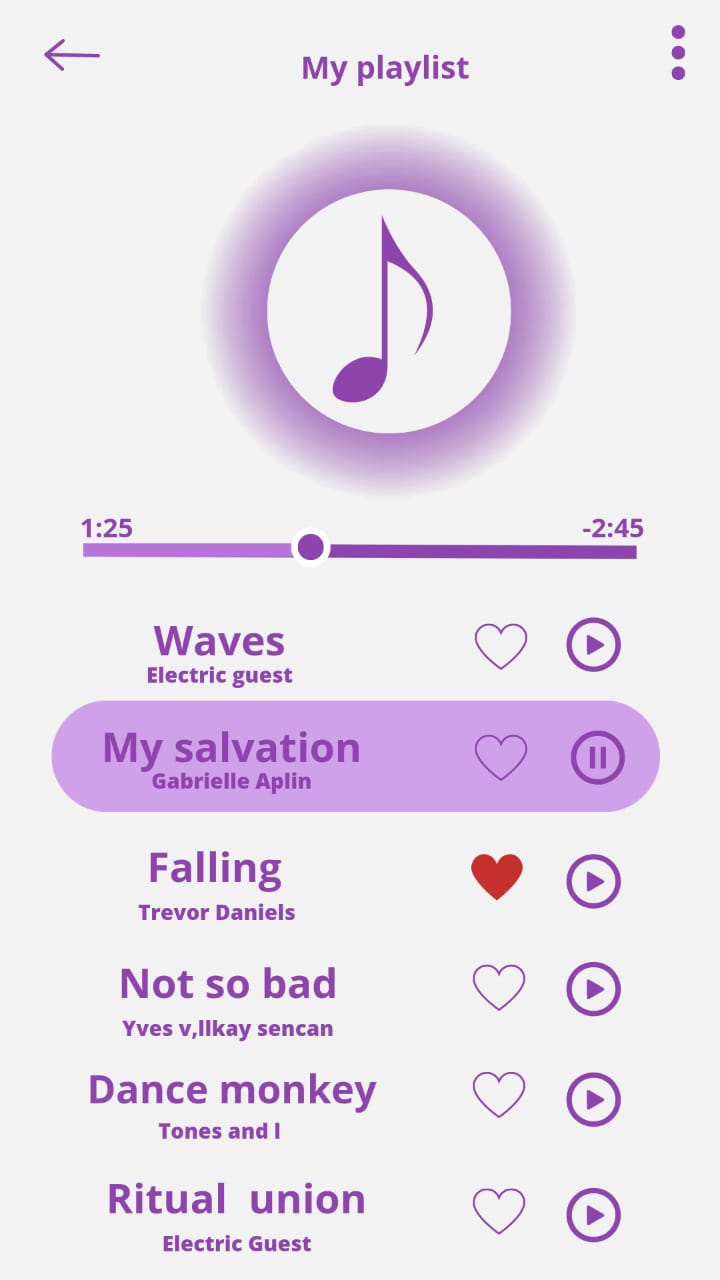 My playlist
1:25 -2:45
Waves
Electric guest
My salvation
Gabrielle Aplin
Falling
Trevor Daniels
Not so bad
Yves v,llkay sencan
Dance monkey
Tones and l
Ritual  union
Electric Guest